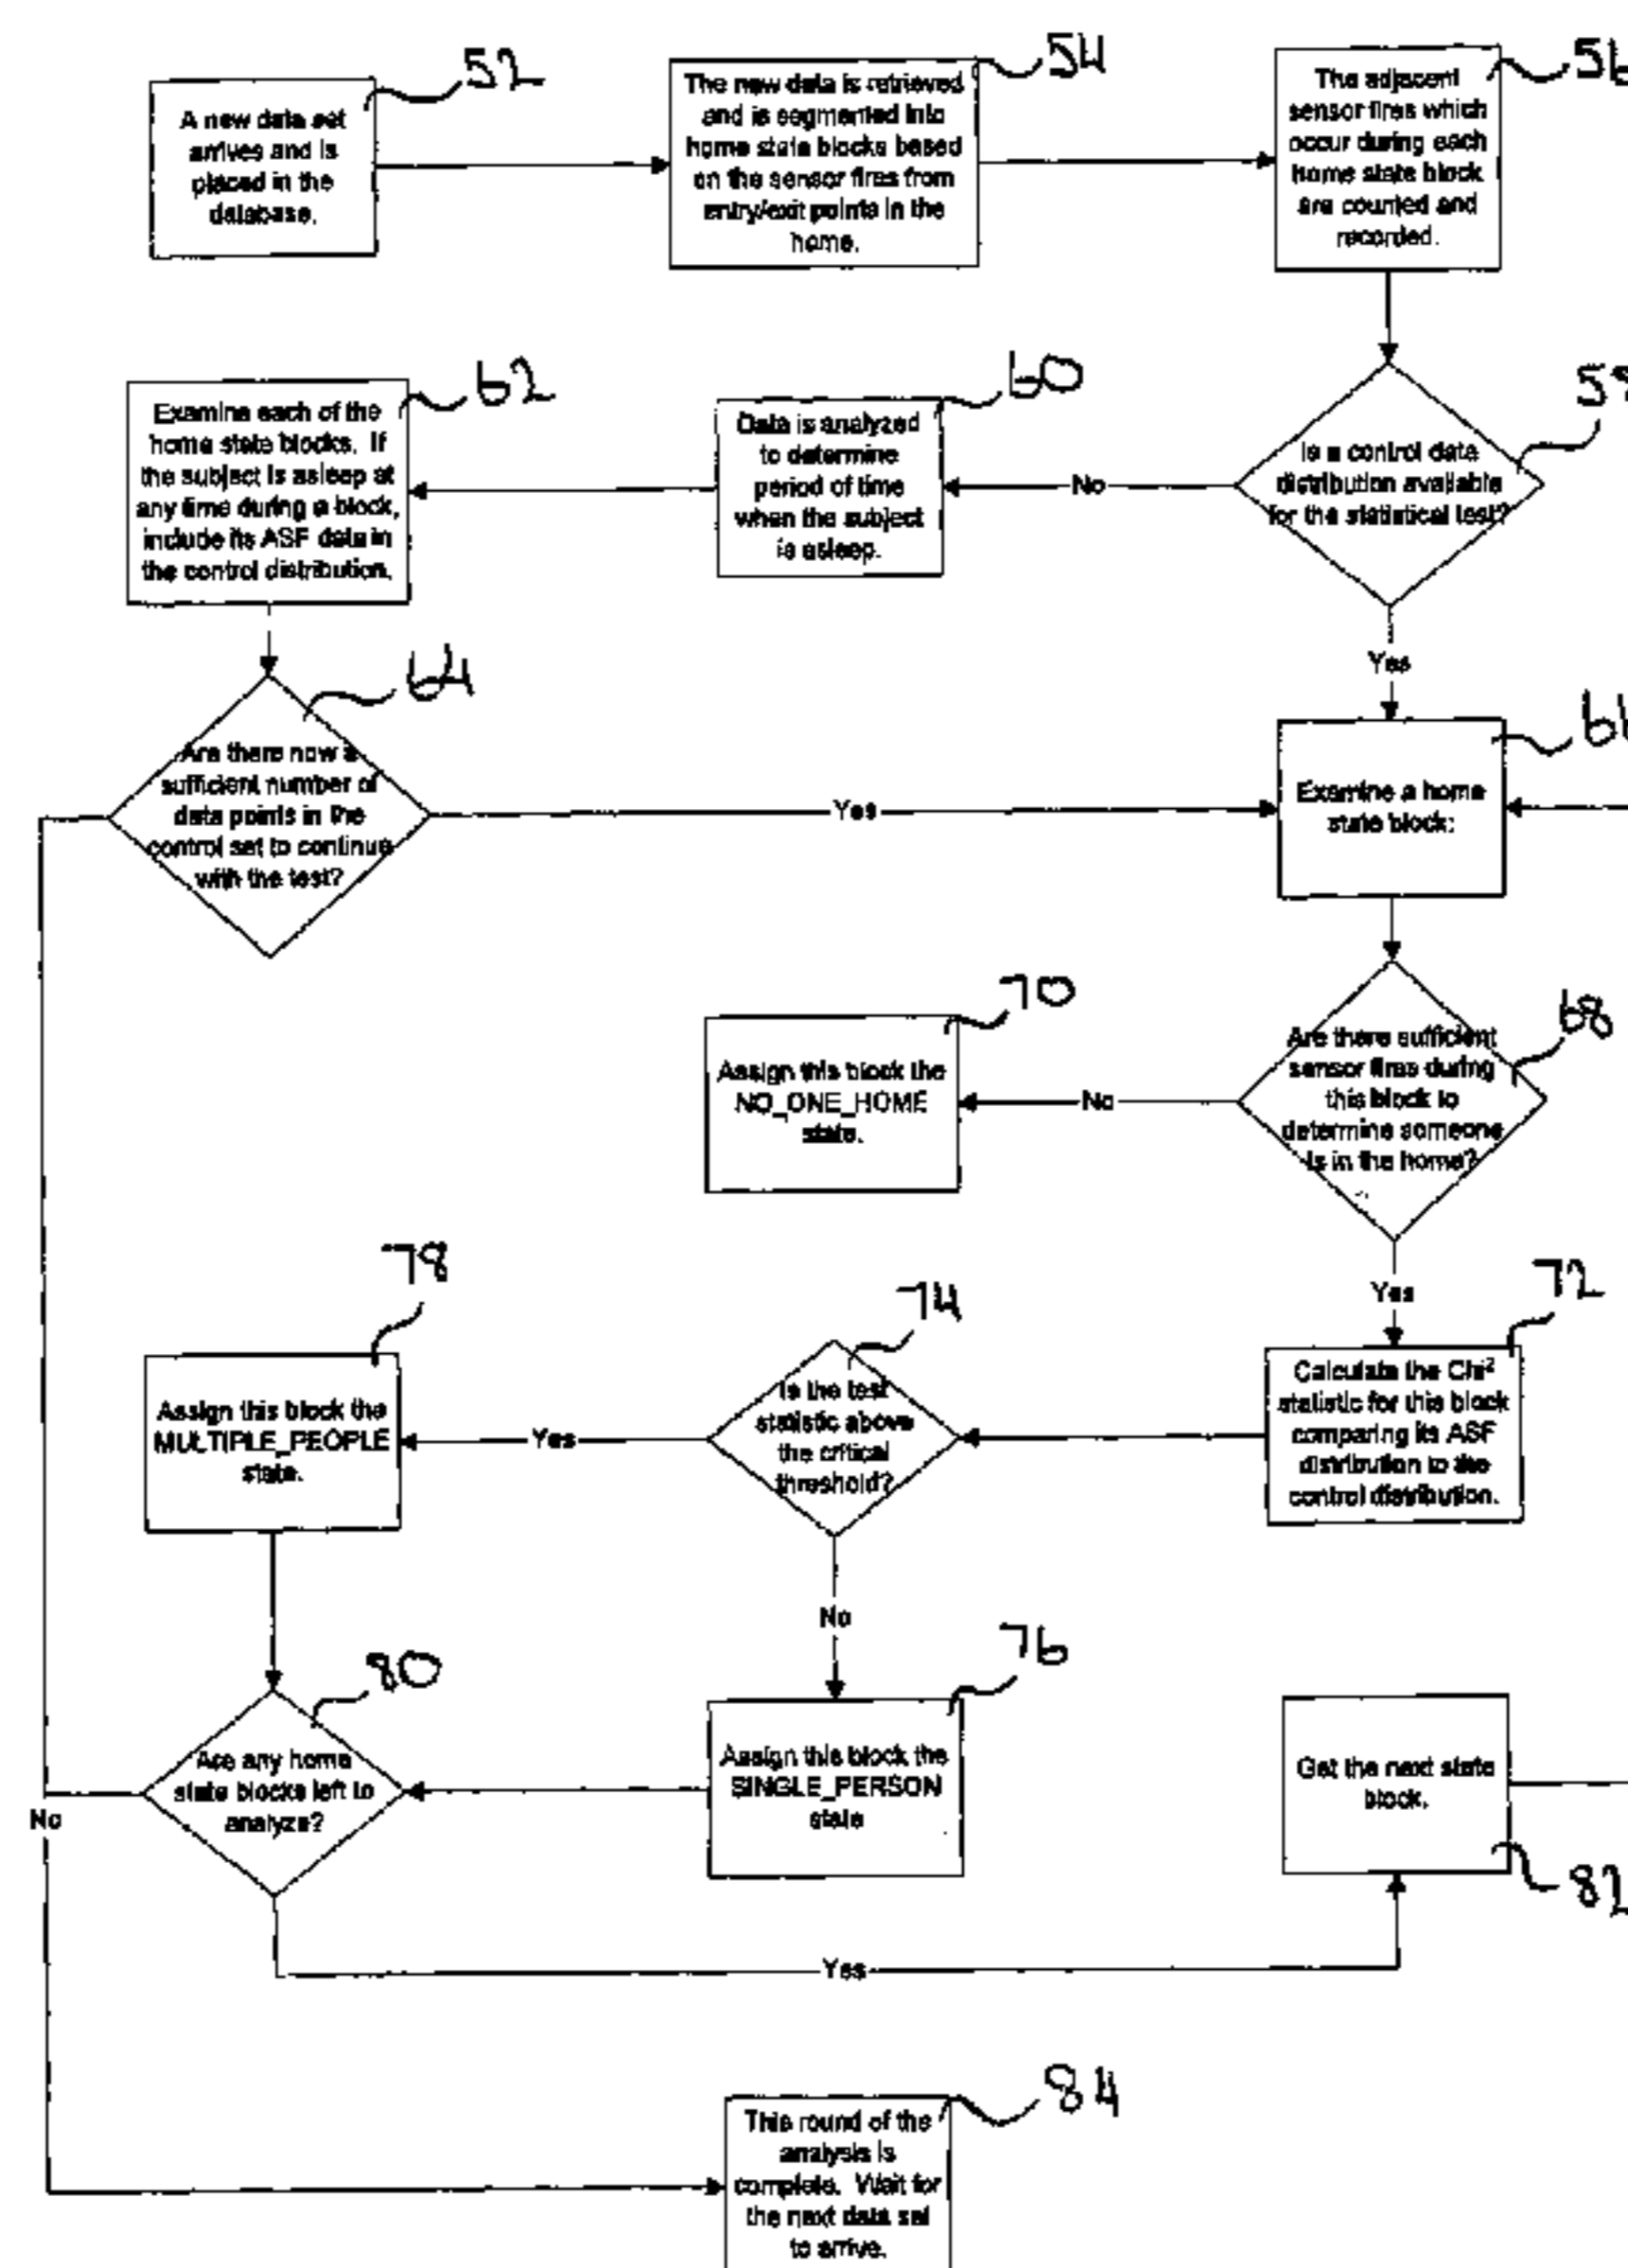 52
A new data set
arrives and is
placed in the
database.
54
The new data is retrieved
and is segmented into
home state blocks based
on the sensor fires from
entry/exit points in the
home.
56
The adjacent
sensor fires which
occur during each
home state block
are counted and
recorded.
62
Examine each of the
home state blocks. If
the subject is asleep at
any time during a block,
include its ASF data in
the control distribution.
60
Data is analyzed
to determine
period of time
when the subject
is asleep.
No
Is a control data
distribution available
for the statistical test?
Yes
64
Are there now a
sufficient number of
data points in the
control set to continue
with the test?
Yes
Examine a home
state block:
70
Assign this block the
NO_ONE_HOME
state.
No
68
Are there sufficient
sensor fires during
this block to
determine someone
is in the home?
Yes
78
Assign this block the
MULTIPLE_PEOPLE
state.
Yes
74
Is the test
statistic above
the critical
threshold?
No
72
Calculate the Chi²
statistic for this block
comparing its ASF
distribution to the
control distribution.
80
Are any home
state blocks left to
analyze?
No
76
Assign this block the
SINGLE_PERSON
state
Get the next state
block.
82
Yes
84
This round of the
analysis is
complete. Wait for
the next data set
to arrive.